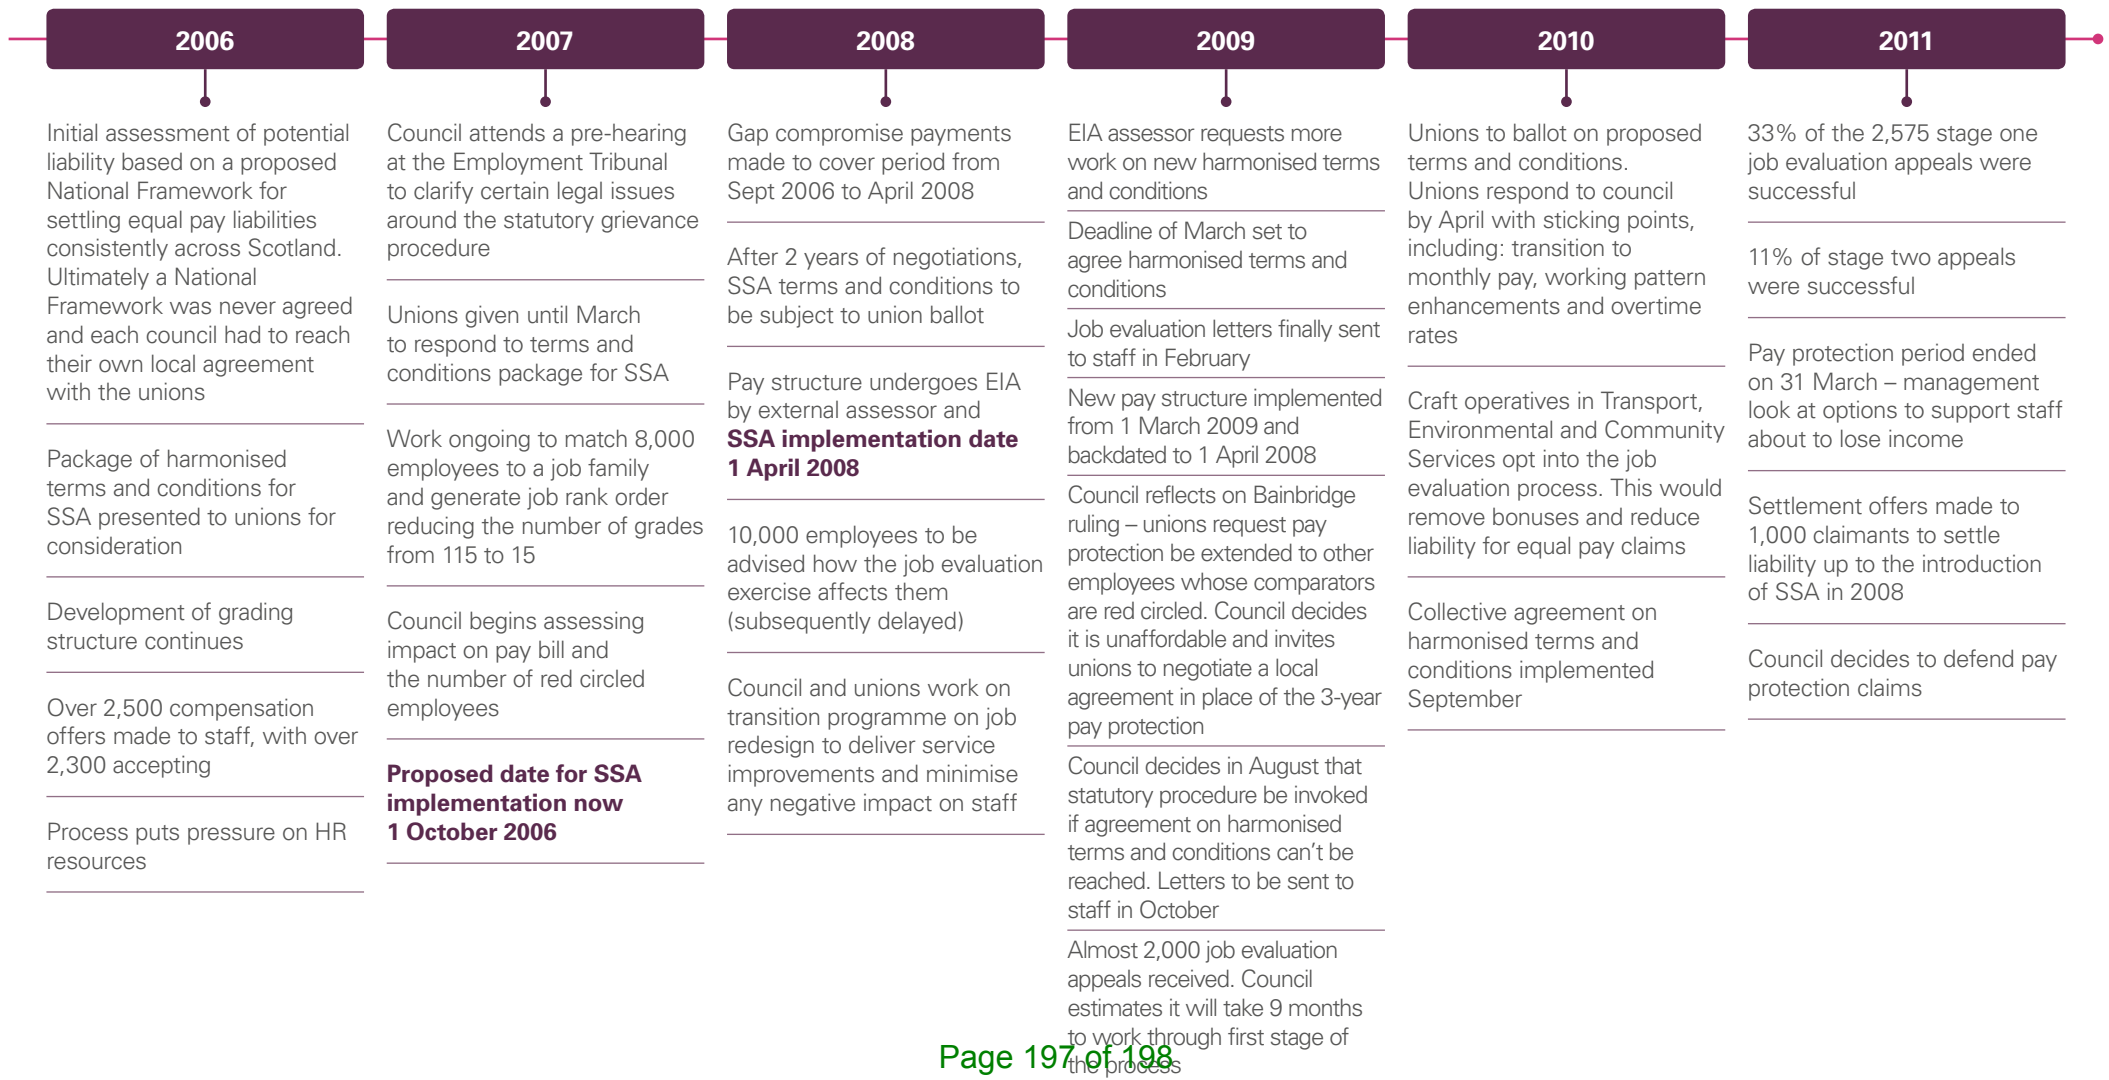 2006
Initial assessment of potential
liability based on a proposed
National Framework for
settling equal pay liabilities
consistently across Scotland.
Ultimately a National
Framework was never agreed
and each council had to reach
their own local agreement
with the unions
Package of harmonised
terms and conditions for
SSA presented to unions for
consideration
Development of grading
structure continues
Over 2,500 compensation
offers made to staff, with over
2,300 accepting
Process puts pressure on HR
resources
2007
Council attends a pre-hearing
at the Employment Tribunal
to clarify certain legal issues
around the statutory grievance
procedure
Unions given until March
to respond to terms and
conditions package for SSA
Work ongoing to match 8,000
employees to a job family
and generate job rank order
reducing the number of grades
from 115 to 15
Council begins assessing
impact on pay bill and
the number of red circled
employees
Proposed date for SSA
implementation now
1 October 2006
2008
Gap compromise payments
made to cover period from
Sept 2006 to April 2008
After 2 years of negotiations,
SSA terms and conditions to
be subject to union ballot
Pay structure undergoes EIA
by external assessor and
SSA implementation date
1 April 2008
10,000 employees to be
advised how the job evaluation
exercise affects them
(subsequently delayed)
Council and unions work on
transition programme on job
redesign to deliver service
improvements and minimise
any negative impact on staff
2009
EIA assessor requests more
work on new harmonised terms
and conditions
Deadline of March set to
agree harmonised terms and
conditions
Job evaluation letters finally sent
to staff in February
New pay structure implemented
from 1 March 2009 and
backdated to 1 April 2008
Council reflects on Bainbridge
ruling – unions request pay
protection be extended to other
employees whose comparators
are red circled. Council decides
it is unaffordable and invites
unions to negotiate a local
agreement in place of the 3-year
pay protection
Council decides in August that
statutory procedure be invoked
if agreement on harmonised
terms and conditions can't be
reached. Letters to be sent to
staff in October
Almost 2,000 job evaluation
appeals received. Council
estimates it will take 9 months
to work through first stage of
the process
2010
Unions to ballot on proposed
terms and conditions.
Unions respond to council
by April with sticking points,
including: transition to
monthly pay, working pattern
enhancements and overtime
rates
Craft operatives in Transport,
Environmental and Community
Services opt into the job
evaluation process. This would
remove bonuses and reduce
liability for equal pay claims
Collective agreement on
harmonised terms and
conditions implemented
September
2011
33% of the 2,575 stage one
job evaluation appeals were
successful
11% of stage two appeals
were successful
Pay protection period ended
on 31 March – management
look at options to support staff
about to lose income
Settlement offers made to
1,000 claimants to settle
liability up to the introduction
of SSA in 2008
Council decides to defend pay
protection claims
Page 197 of 198